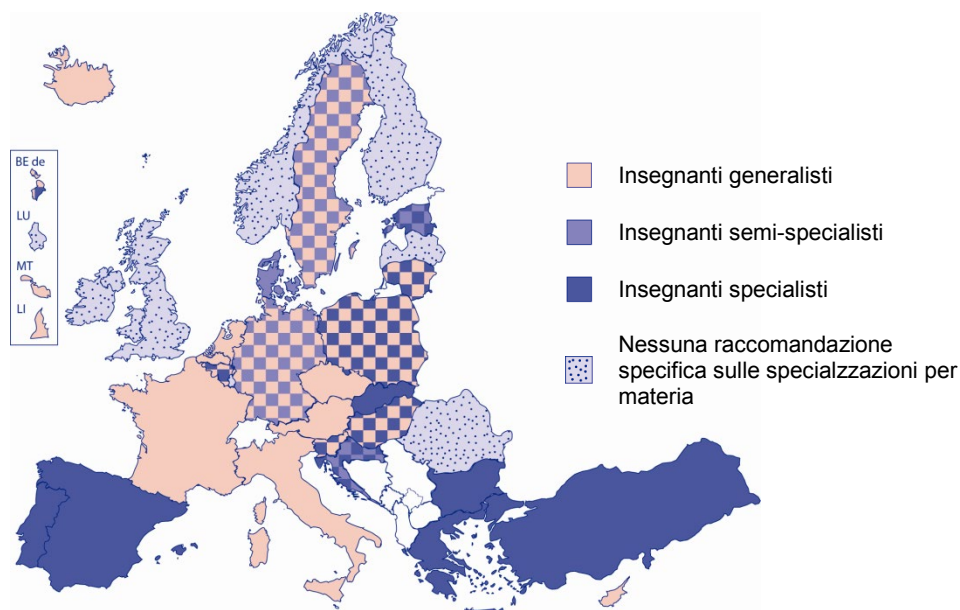 BE de
LU
MT
LI
Insegnanti generalisti
Insegnanti semi-specialisti
Insegnanti specialisti
Nessuna raccomandazione
specifica sulle specialzzazioni per
materia